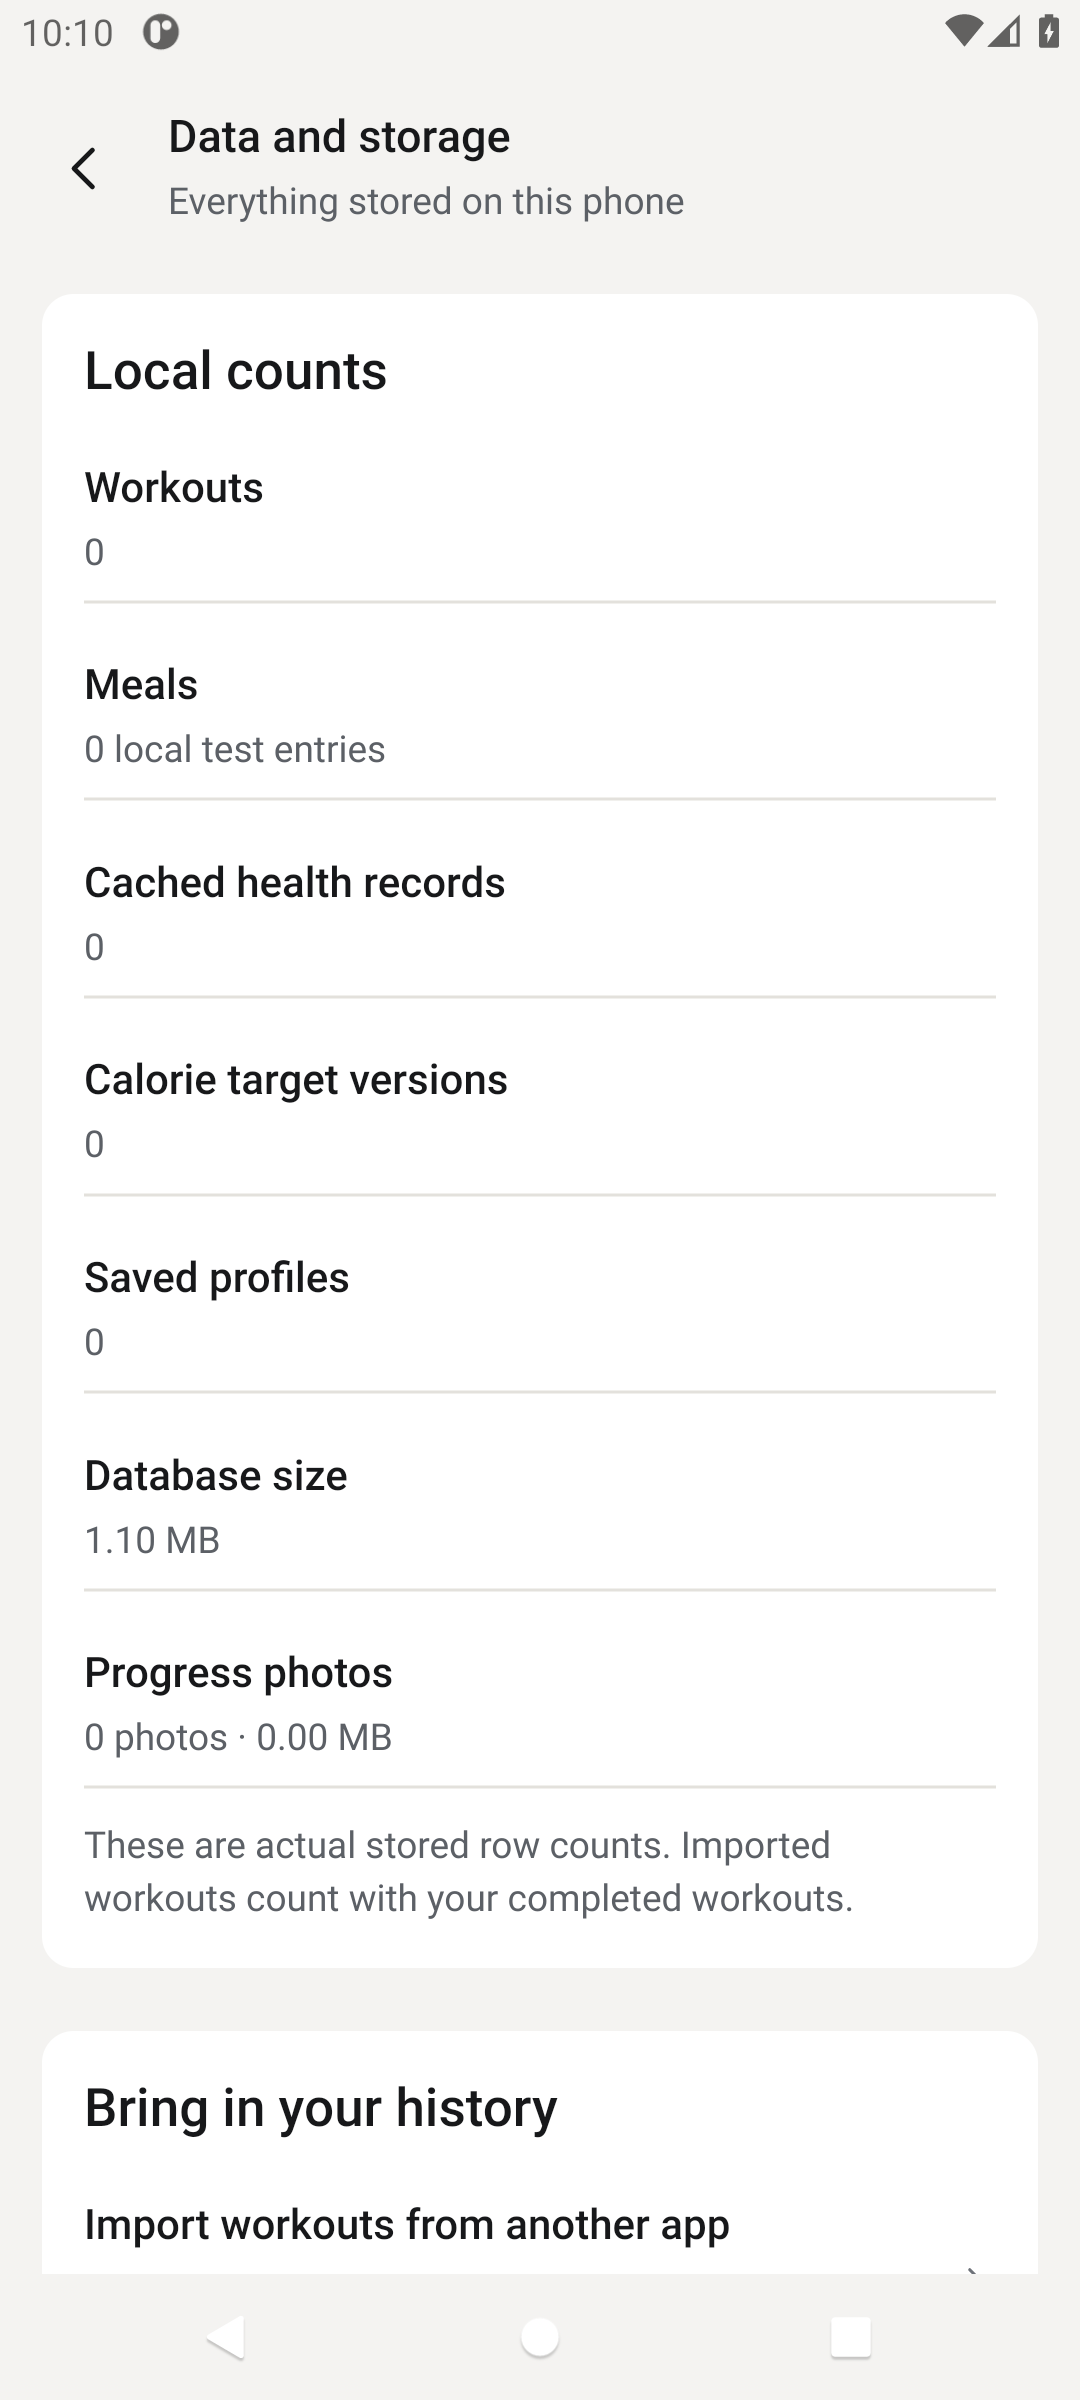 10:10
Data and storage
Everything stored on this phone
Local counts
Workouts
0
Meals
0 local test entries
Cached health records
0
Calorie target versions
0
Saved profiles
0
Database size
1.10 MB
Progress photos
0 photos · 0.00 MB
These are actual stored row counts. Imported
workouts count with your completed workouts.
Bring in your history
Import workouts from another app